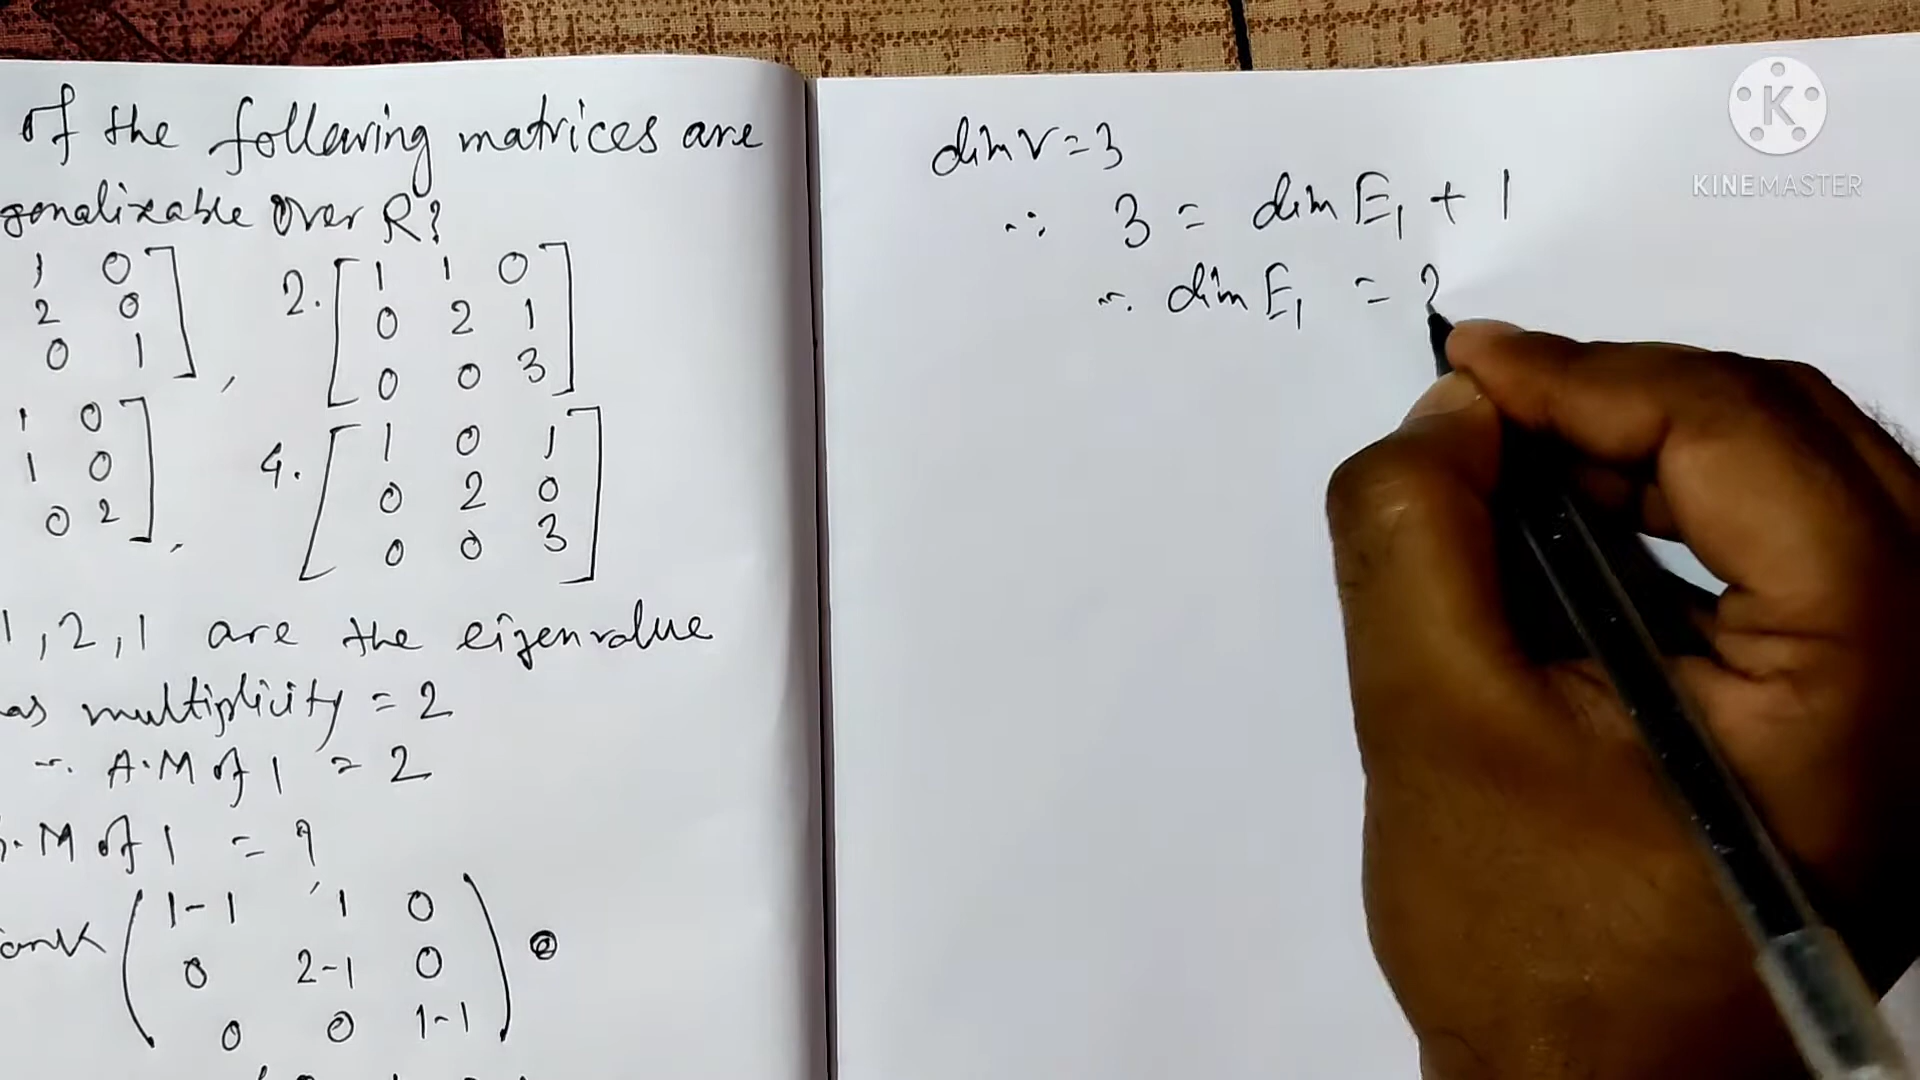 of the following matrices are
gonalizable over R?
1 0
2 0
0 1 ,
2. [ 1 1 0
0 2 1
0 0 3 ]
1 0
1 0
0 2 ,
4. [ 1 0 1
0 2 0
0 0 3 ]
1, 2, 1 are the eigenvalue
as multiplicity = 2
∴ A.M of 1 = 2
.M of 1 = ?
ank ( 1-1 1 0
0 2-1 0
0 0 1-1 )
dim V = 3
∴ 3 = dim E₁ + 1
∴ dim E₁ = 2
KINEMASTER